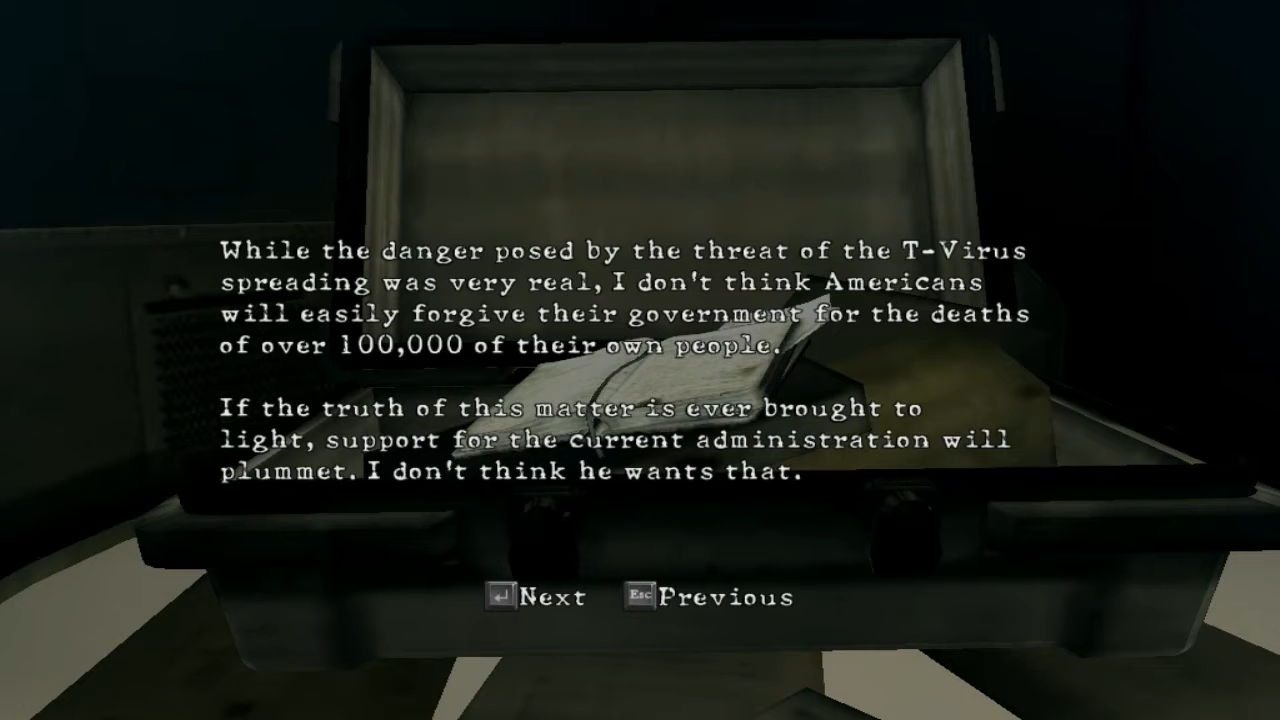 While the danger posed by the threat of the T-Virus
spreading was very real, I don't think Americans
will easily forgive their government for the deaths
of over 100,000 of their own people.
If the truth of this matter is ever brought to
light, support for the current administration will
plummet. I don't think he wants that.
↵ Next Esc Previous